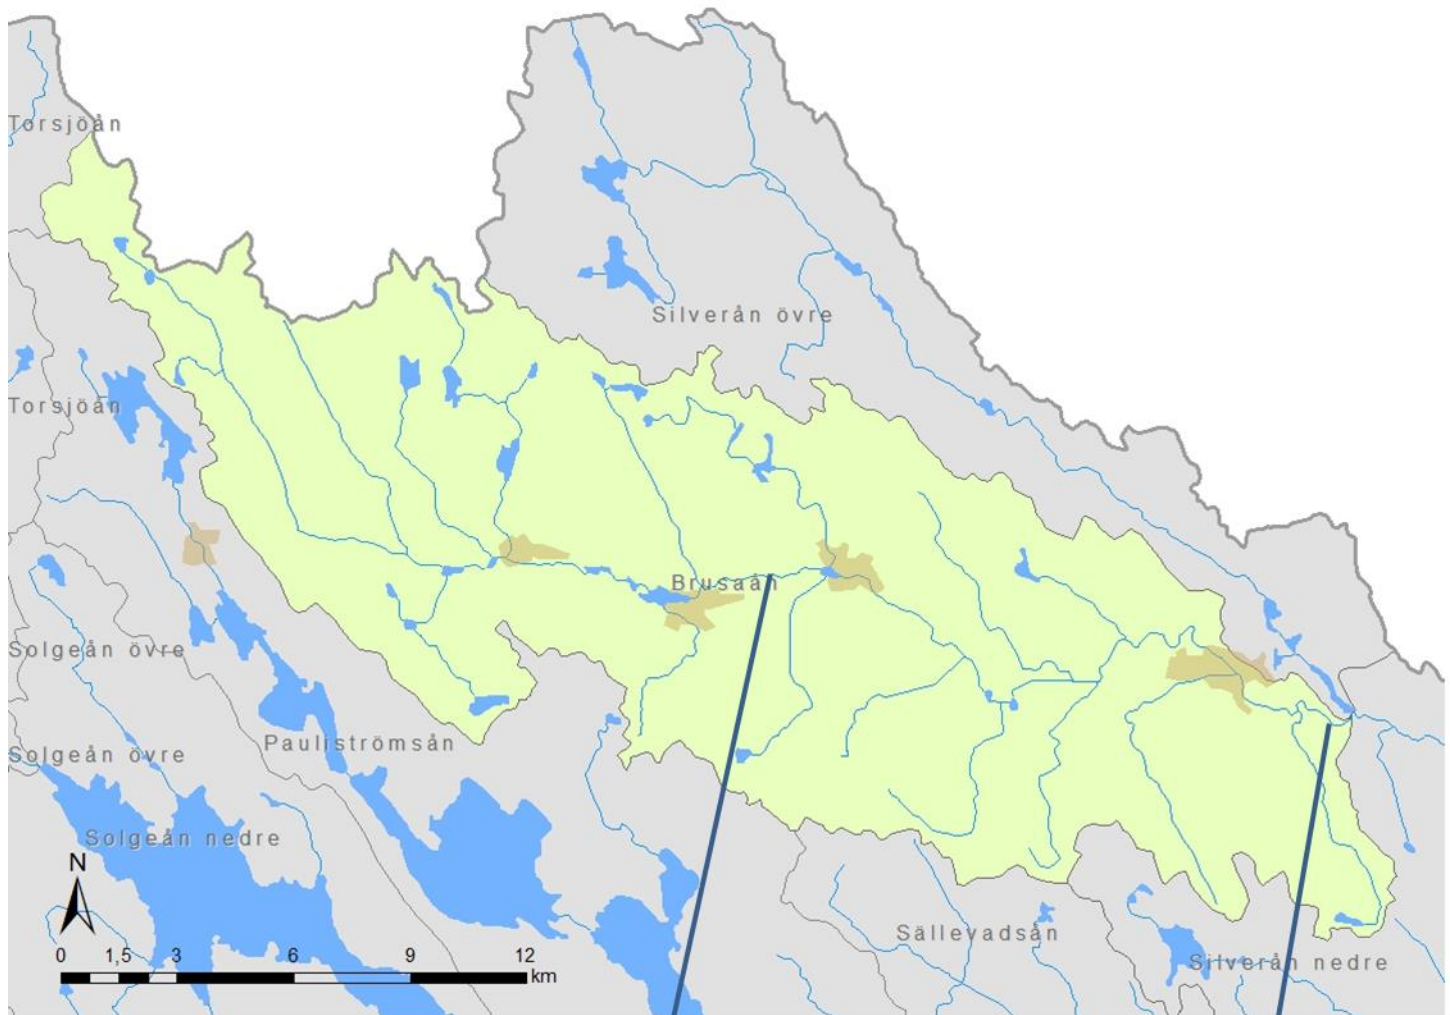 Torsjöån
Silverån övre
Torsjöån
Brusaån
Solgeån övre
Pauliströmsån
Solgeån övre
Solgeån nedre
N
Sällevadsån
Silverån nedre
0 1,5 3 6 9 12
km